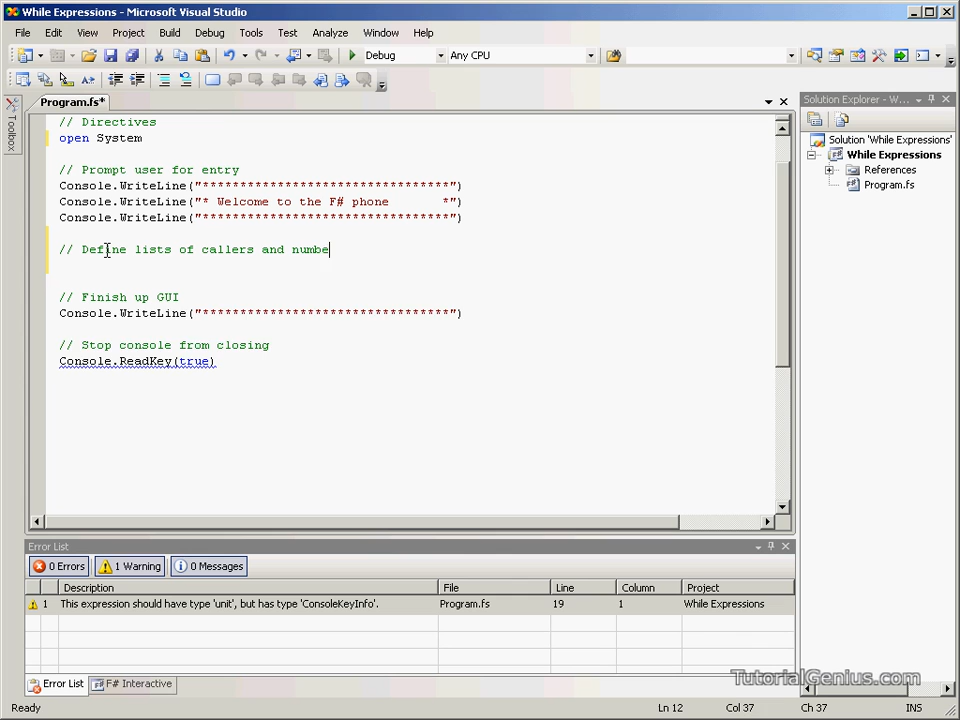 While Expressions - Microsoft Visual Studio
File Edit View Project Build Debug Tools Test Analyze Window Help
Debug Any CPU
Program.fs*
Toolbox
// Directives
open System
// Prompt user for entry
Console.WriteLine("*********************************")
Console.WriteLine("* Welcome to the F# phone       *")
Console.WriteLine("*********************************")
// Define lists of callers and numbe
// Finish up GUI
Console.WriteLine("*********************************")
// Stop console from closing
Console.ReadKey(true)
Solution Explorer - W...
Solution 'While Expressions'
While Expressions
References
Program.fs
Error List
0 Errors 1 Warning 0 Messages
Description File Line Column Project
1 This expression should have type 'unit', but has type 'ConsoleKeyInfo'. Program.fs 19 1 While Expressions
Error List F# Interactive
TutorialGenius.com
Ready Ln 12 Col 37 Ch 37 INS